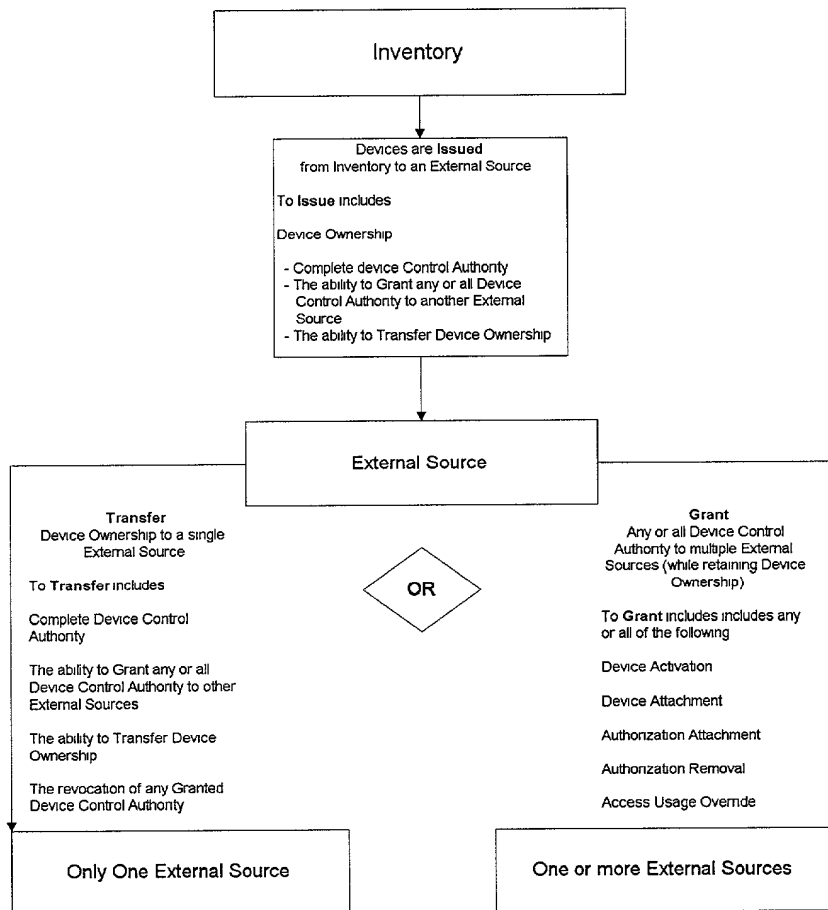 Inventory
Devices are Issued
from Inventory to an External Source
To Issue includes
Device Ownership
- Complete device Control Authority
- The ability to Grant any or all Device
Control Authority to another External
Source
- The ability to Transfer Device Ownership
External Source
Transfer
Device Ownership to a single
External Source
To Transfer includes
Complete Device Control
Authority
The ability to Grant any or all
Device Control Authority to other
External Sources
The ability to Transfer Device
Ownership
The revocation of any Granted
Device Control Authority
OR
Grant
Any or all Device Control
Authority to multiple External
Sources (while retaining Device
Ownership)
To Grant includes includes any
or all of the following
Device Activation
Device Attachment
Authorization Attachment
Authorization Removal
Access Usage Override
Only One External Source
One or more External Sources